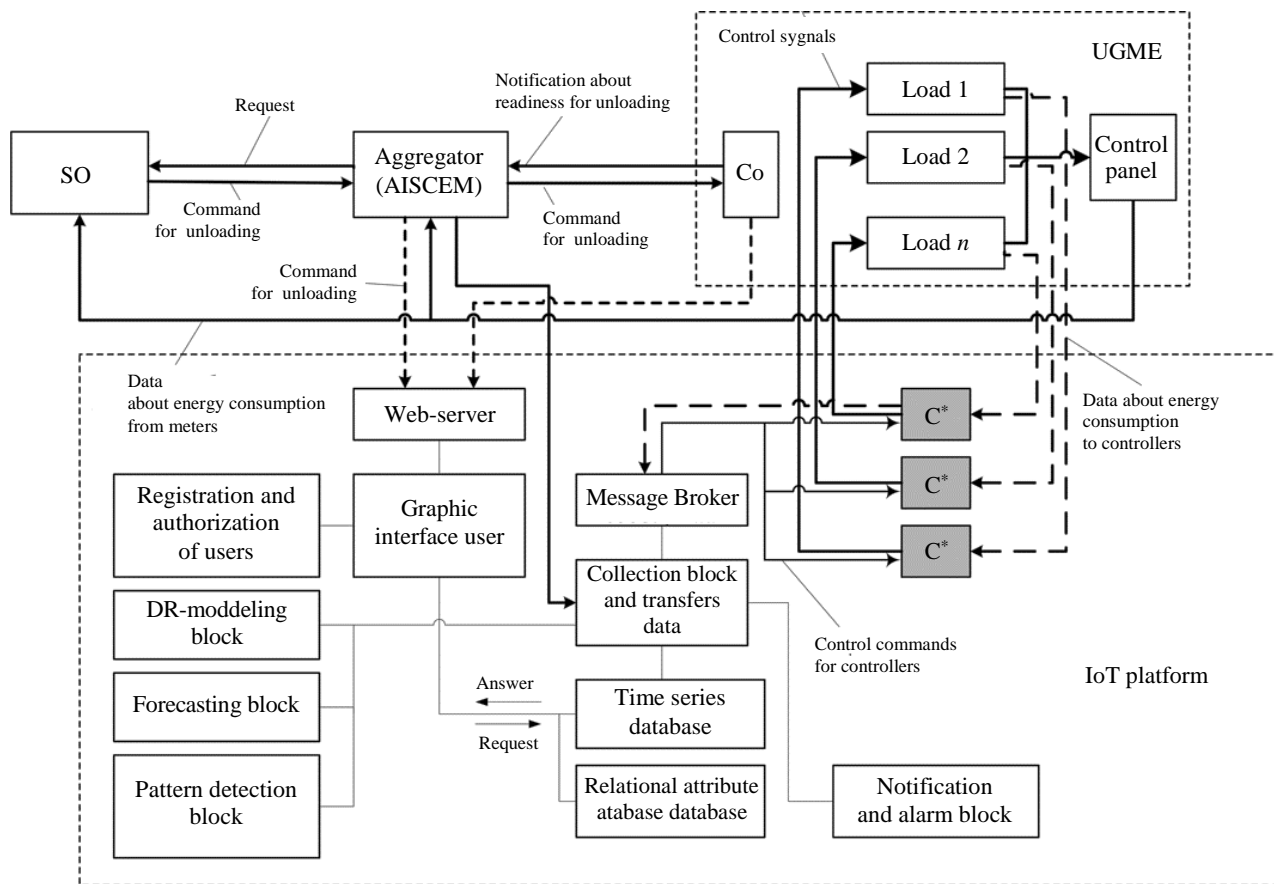 Control sygnals
UGME
Notification about
readiness for unloading
Request
Load 1
Load 2
Load n
Control
panel
SO
Aggregator
(AISCEM)
Co
Command
for unloading
Command
for unloading
Command
for unloading
Data
about energy consumption
from meters
Data about energy
consumption
to controllers
Web-server
C*
C*
C*
Registration and
authorization
of users
Graphic
interface user
Message Broker
DR-moddeling
block
Collection block
and transfers
data
Control commands
for controllers
IoT platform
Forecasting block
Answer
Request
Time series
database
Pattern detection
block
Relational attribute
atabase database
Notification
and alarm block